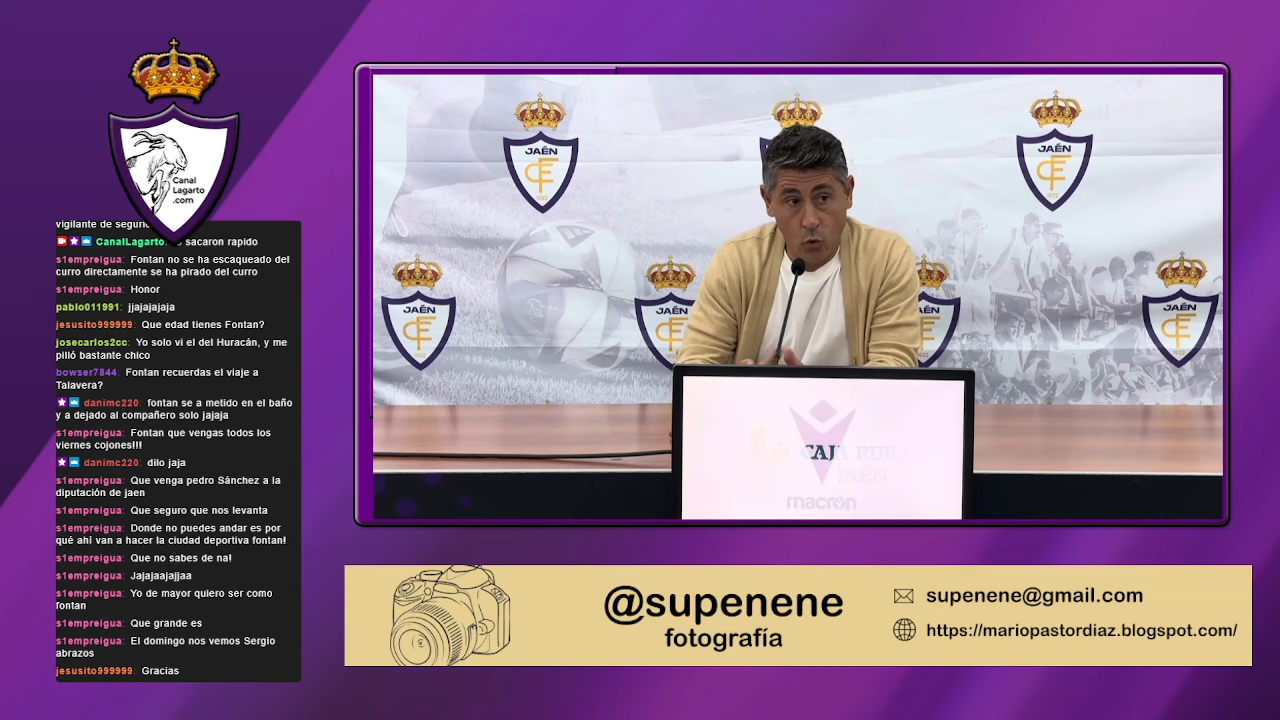 Canal
Lagarto
.com
vigilante de segur
CanalLagarto: sacaron rapido
s1empreigua: Fontan no se ha escaqueado del
curro directamente se ha pirado del curro
s1empreigua: Honor
pablo011991: jjajajajaja
jesusito999999: Que edad tienes Fontan?
josecarlos2cc: Yo solo vi el del Huracán, y me
pilló bastante chico
bowser7844: Fontan recuerdas el viaje a
Talavera?
danimc220: fontan se a metido en el baño
y a dejado al compañero solo jajaja
s1empreigua: Fontan que vengas todos los
viernes cojones!!!
danimc220: dilo jaja
s1empreigua: Que venga pedro Sánchez a la
diputación de jaen
s1empreigua: Que seguro que nos levanta
s1empreigua: Donde no puedes andar es por
qué ahí van a hacer la ciudad deportiva fontan!
s1empreigua: Que no sabes de na!
s1empreigua: Jajajaajajjaa
s1empreigua: Yo de mayor quiero ser como
fontan
s1empreigua: Que grande es
s1empreigua: El domingo nos vemos Sergio
abrazos
jesusito999999: Gracias
JAÉN
JAÉN
JAÉN
JAÉN
JAÉN
CAJA RURAL
JAÉN
macron
@supenene
fotografía
supenene@gmail.com
https://mariopastordiaz.blogspot.com/